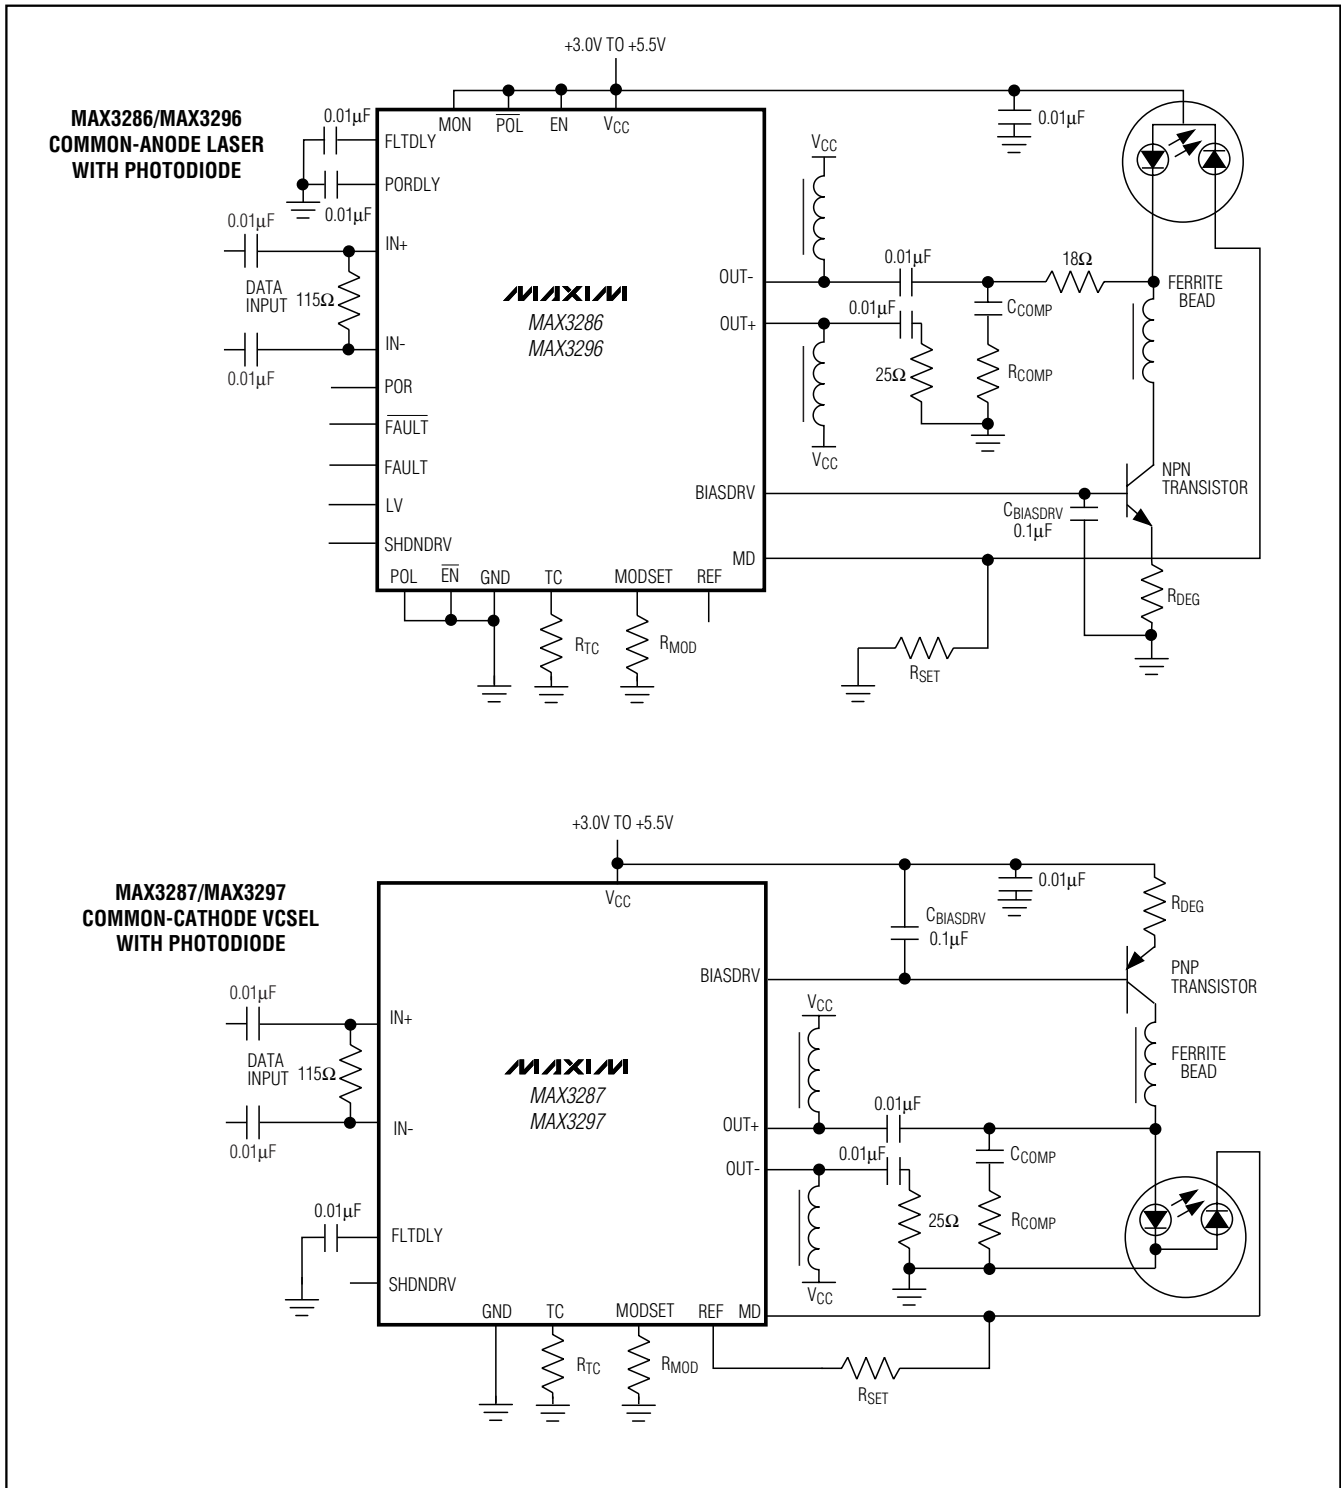 +3.0V TO +5.5V
MAX3286/MAX3296
COMMON-ANODE LASER
WITH PHOTODIODE
0.01µF
MON
POL
EN
VCC
0.01µF
FLTDLY
PORDLY
0.01µF
0.01µF
IN+
DATA
INPUT
115Ω
IN-
0.01µF
POR
FAULT
FAULT
LV
SHDNDRV
MAXIM
MAX3286
MAX3296
VCC
OUT-
0.01µF
18Ω
FERRITE
BEAD
OUT+
0.01µF
CCOMP
25Ω
RCOMP
VCC
BIASDRV
NPN
TRANSISTOR
CBIASDRV
0.1µF
MD
POL
EN
GND
TC
MODSET
REF
RDEG
RTC
RMOD
RSET
+3.0V TO +5.5V
MAX3287/MAX3297
COMMON-CATHODE VCSEL
WITH PHOTODIODE
VCC
0.01µF
RDEG
CBIASDRV
0.1µF
BIASDRV
PNP
TRANSISTOR
0.01µF
IN+
DATA
INPUT
115Ω
IN-
0.01µF
MAXIM
MAX3287
MAX3297
VCC
FERRITE
BEAD
0.01µF
OUT+
0.01µF
CCOMP
OUT-
25Ω
RCOMP
0.01µF
FLTDLY
SHDNDRV
VCC
GND
TC
MODSET
REF
MD
RTC
RMOD
RSET